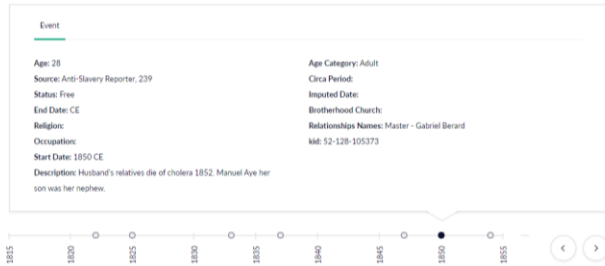 Event
Age: 28
Source: Anti-Slavery Reporter, 239
Status: Free
End Date: CE
Religion:
Occupation:
Start Date: 1850 CE
Description: Husband's relatives die of cholera 1852. Manuel Aye her
son was her nephew.
Age Category: Adult
Circa Period:
Imputed Date:
Brotherhood Church:
Relationships Names: Master - Gabriel Berard
kid: 52-128-105373
1815
1820
1825
1830
1835
1840
1845
1850
1855